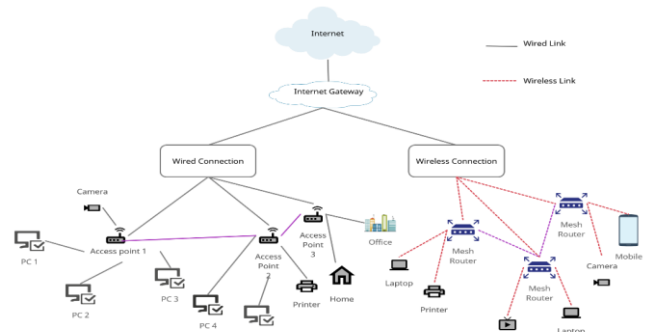 Internet
Wired Link
Internet Gateway
Wireless Link
Wired Connection
Wireless Connection
Camera
Access point 1
Access
Point
Access
Point
3
Office
Mesh
Router
Mesh
Router
Mobile
PC 1
PC 2
PC 3
PC 4
Printer
Home
Laptop
Printer
Mesh
Router
Camera
Laptop